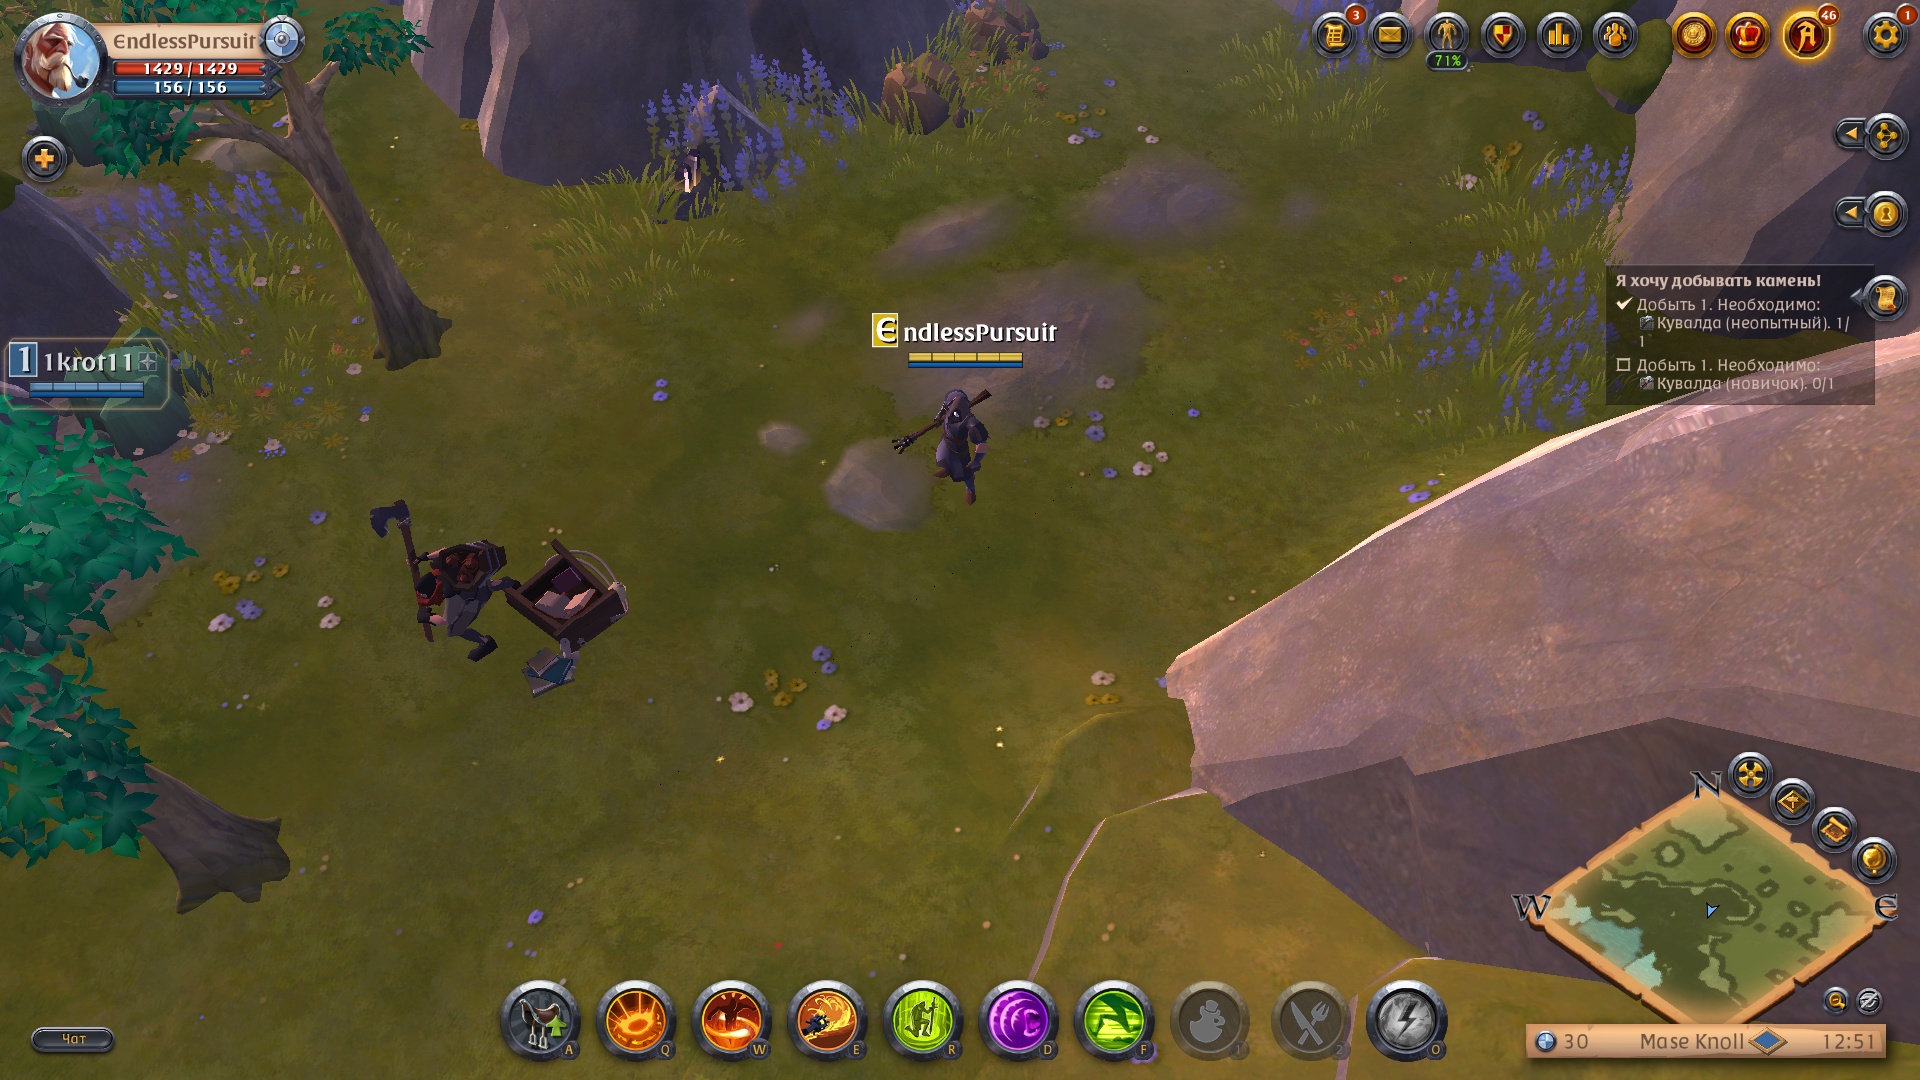 EndlessPursuit
1429 / 1429
156 / 156
3
71%
46
1
1 1krot11
EndlessPursuit
Я хочу добывать камень!
Добыть 1. Необходимо:
Кувалда (неопытный). 1/
1
Добыть 1. Необходимо:
Кувалда (новичок). 0/1
N
W
E
Чат
A
Q
W
E
R
D
F
1
2
O
30
Mase Knoll
12:51